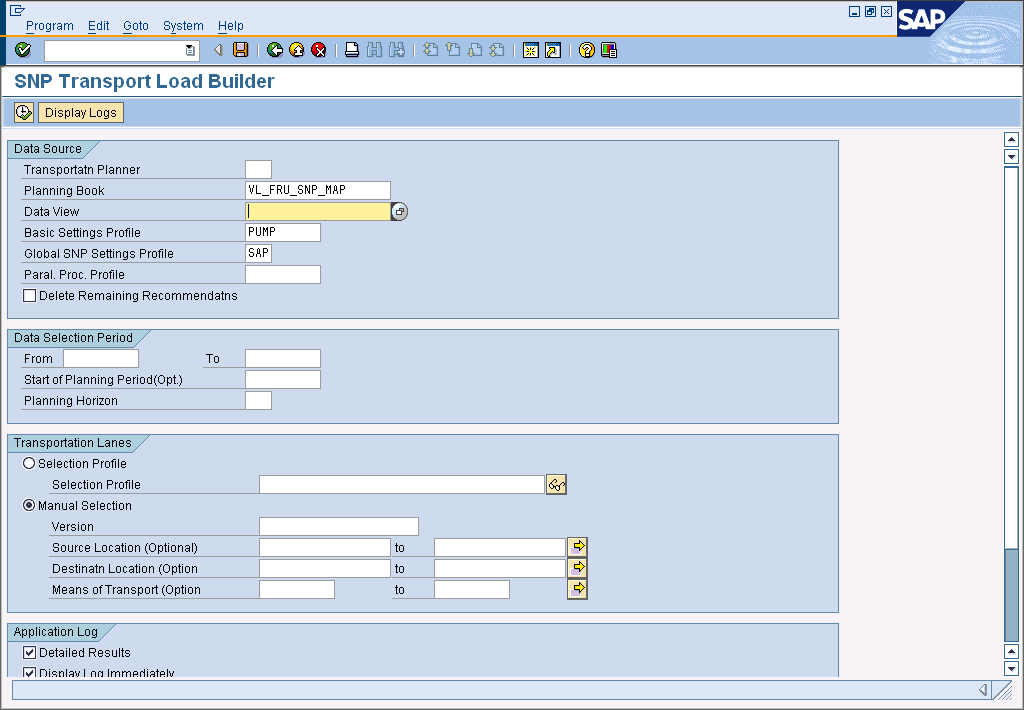 Program Edit Goto System Help
SAP
SNP Transport Load Builder
Display Logs
Data Source
Transportatn Planner
Planning Book VL_FRU_SNP_MAP
Data View
Basic Settings Profile PUMP
Global SNP Settings Profile SAP
Paral. Proc. Profile
Delete Remaining Recommendatns
Data Selection Period
From To
Start of Planning Period(Opt.)
Planning Horizon
Transportation Lanes
Selection Profile
Selection Profile
Manual Selection
Version
Source Location (Optional) to
Destinatn Location (Option to
Means of Transport (Option to
Application Log
Detailed Results
Display Log Immediately